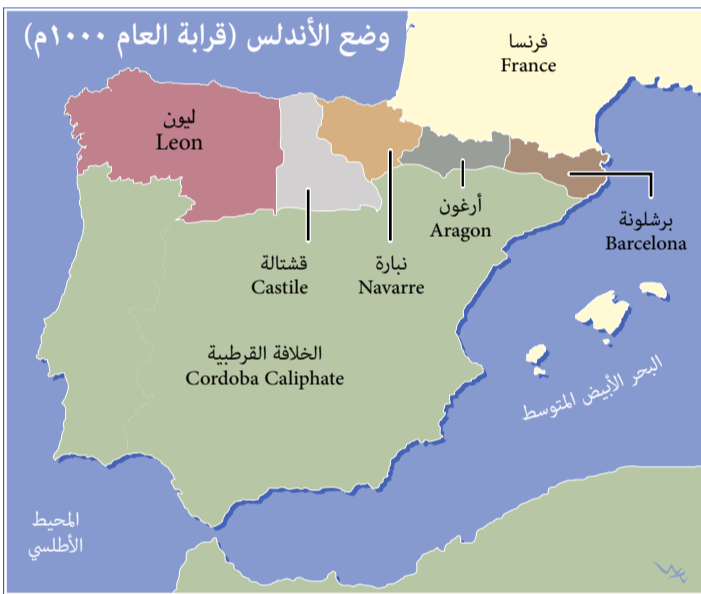 وضع الأندلس (قرابة العام ١٠٠٠م)
فرنسا
France
ليون
Leon
أرغون
Aragon
برشلونة
Barcelona
قشتالة
Castile
نبارة
Navarre
الخلافة القرطبية
Cordoba Caliphate
البحر الأبيض المتوسط
المحيط
الأطلسي